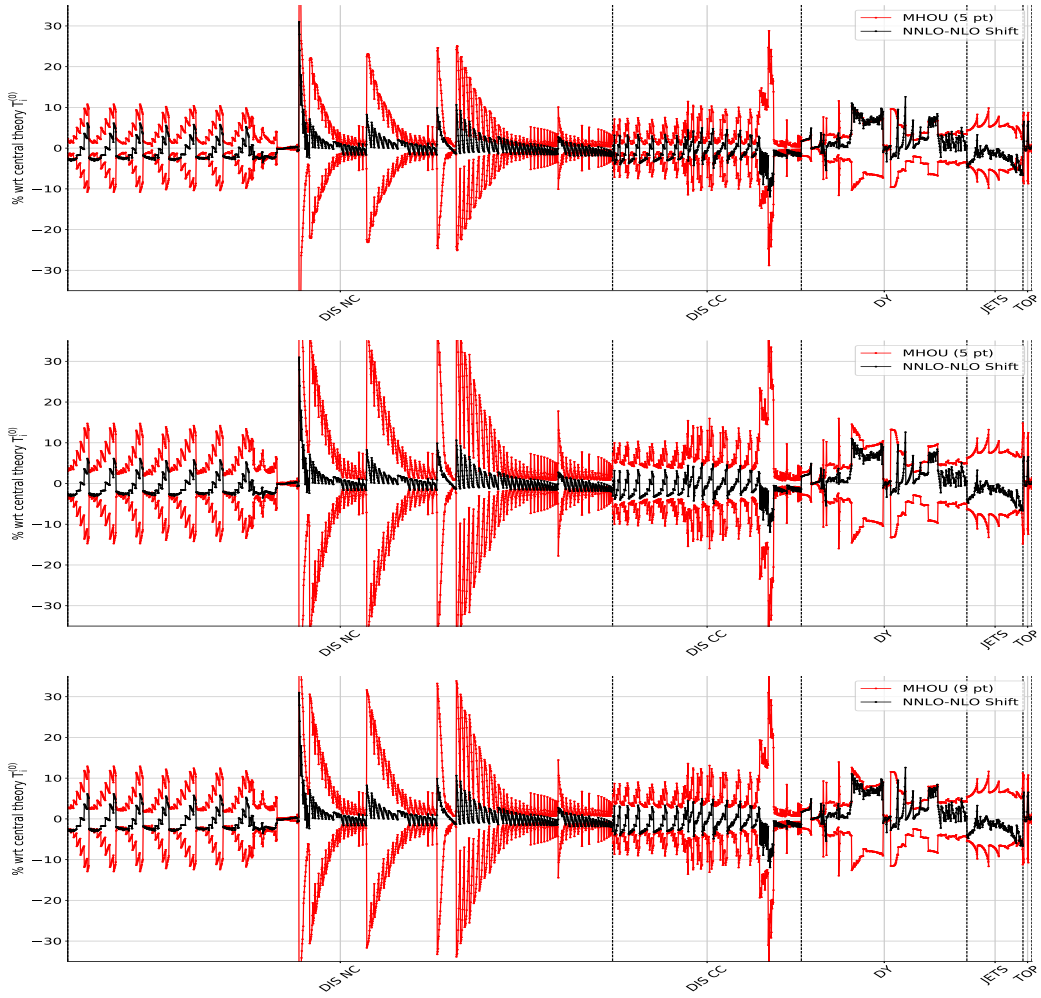 % wrt central theory T_i^(0)
30
20
10
0
−10
−20
−30
MHOU (5 pt)
NNLO-NLO Shift
DIS NC
DIS CC
DY
JETS
TOP
% wrt central theory T_i^(0)
30
20
10
0
−10
−20
−30
MHOU (5 pt)
NNLO-NLO Shift
DIS NC
DIS CC
DY
JETS
TOP
% wrt central theory T_i^(0)
30
20
10
0
−10
−20
−30
MHOU (9 pt)
NNLO-NLO Shift
DIS NC
DIS CC
DY
JETS
TOP